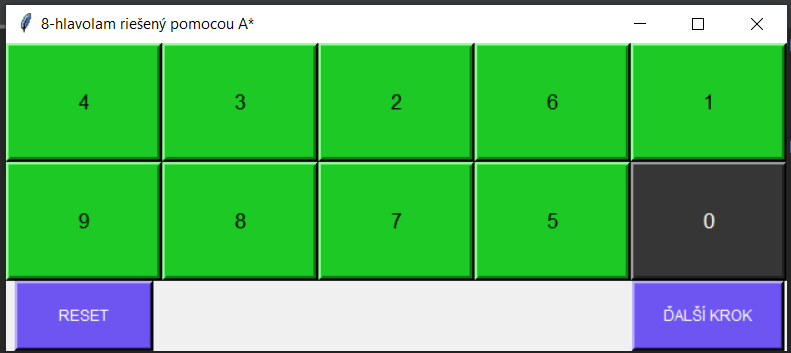 8-hlavolam riešený pomocou A*
4 3 2 6 1
9 8 7 5 0
RESET ĎALŠÍ KROK